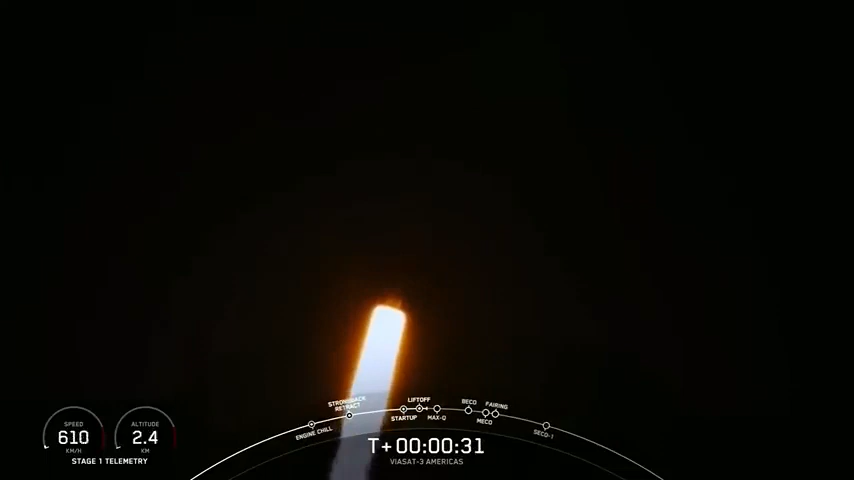 STRONGBACK
RETRACT
LIFTOFF
BECO
FAIRING
ENGINE CHILL
STARTUP
MAX-Q
MECO
SECO-1
SPEED
610
KM/H
ALTITUDE
2.4
KM
STAGE 1 TELEMETRY
T+00:00:31
VIASAT-3 AMERICAS